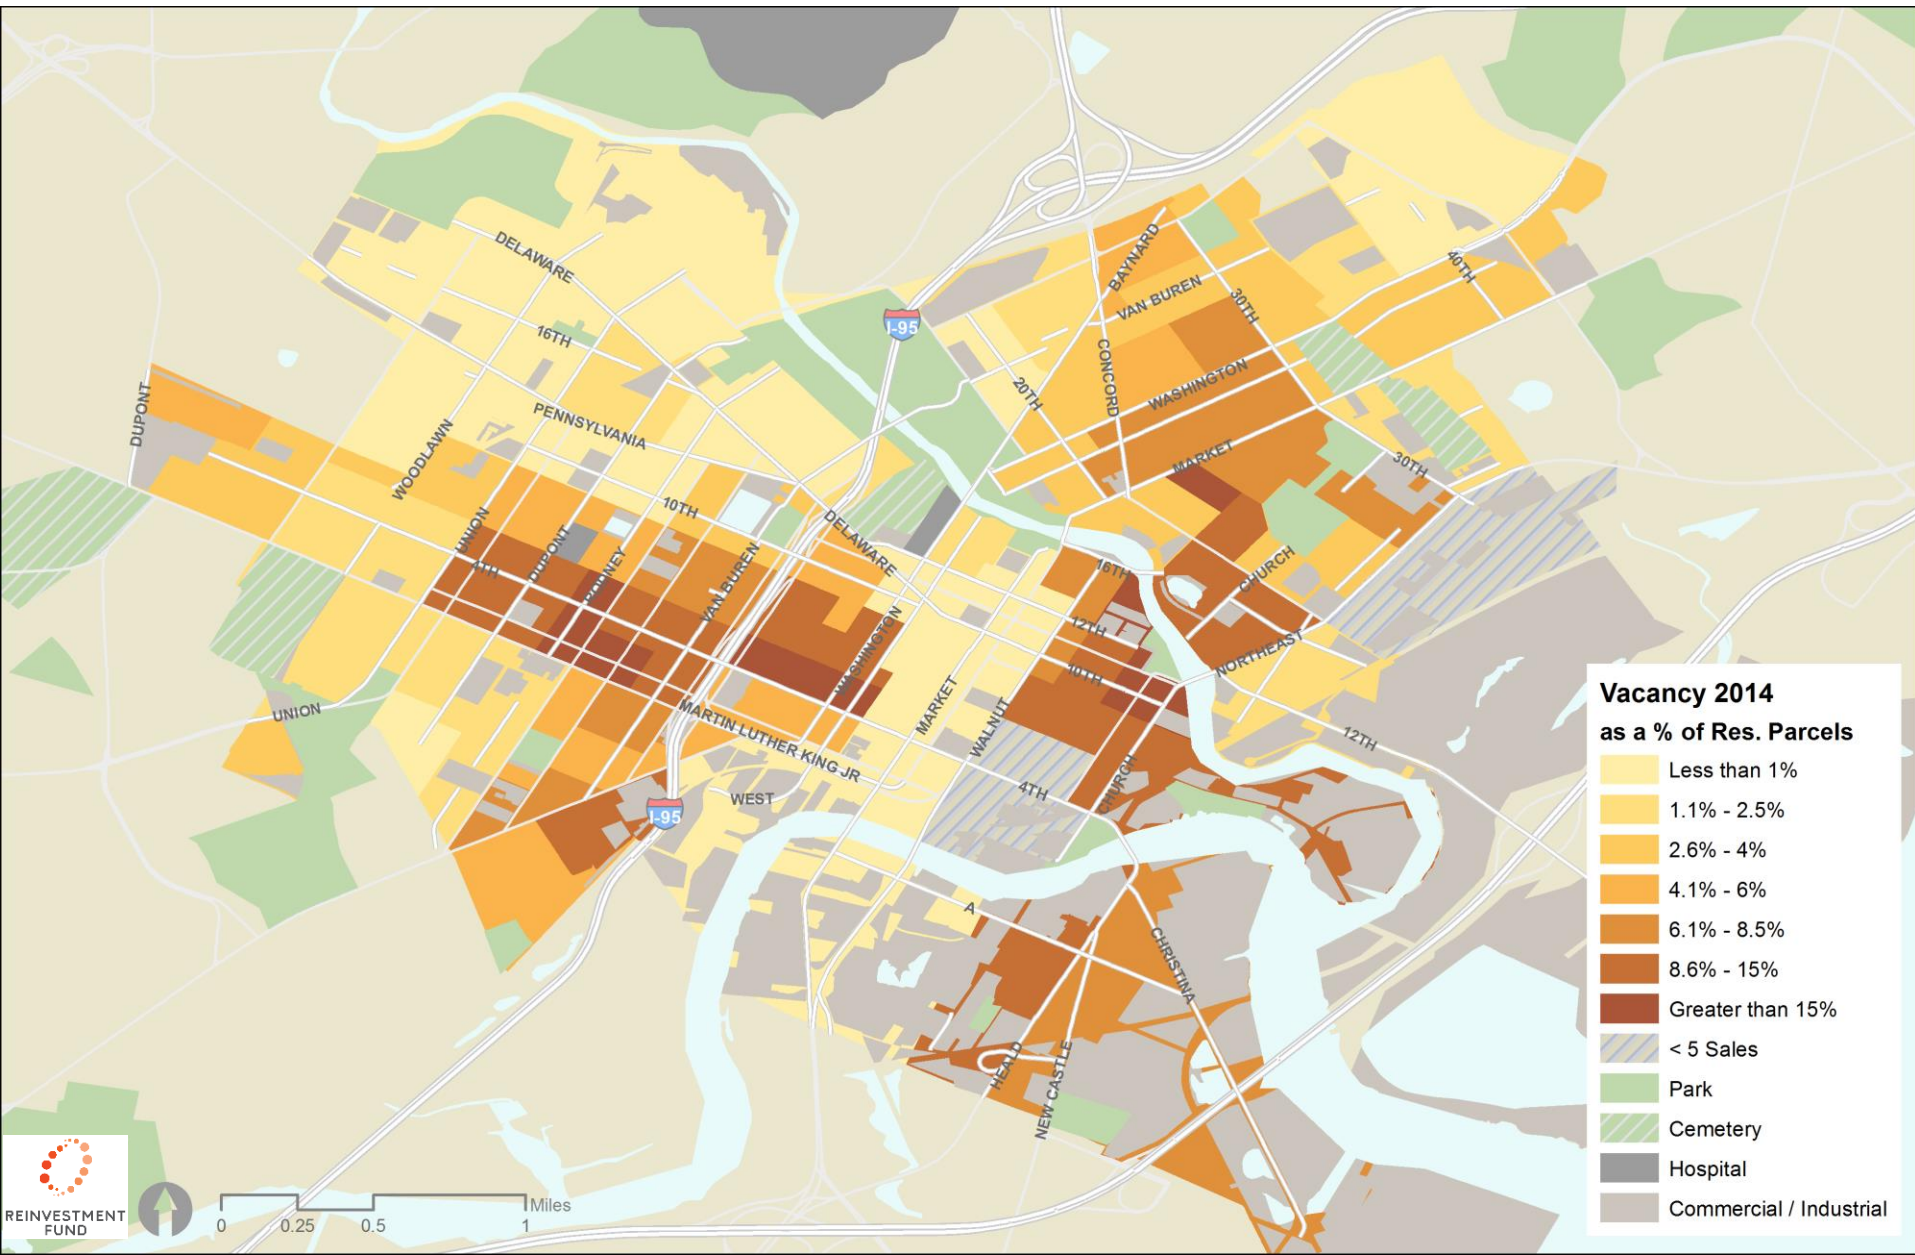 DELAWARE
16TH
PENNSYLVANIA
DUPONT
WOODLAWN
UNION
4TH
DUPONT
RODNEY
10TH
VAN BUREN
DELAWARE
WASHINGTON
I-95
20TH
BAYNARD
VAN BUREN
30TH
40TH
CONCORD
WASHINGTON
MARKET
30TH
CHURCH
16TH
12TH
10TH
NORTHEAST
12TH
UNION
MARTIN LUTHER KING JR
WEST
I-95
MARKET
WALNUT
4TH
CHURCH
A
CHRISTINA
HEALD
NEW CASTLE
Vacancy 2014
as a % of Res. Parcels
Less than 1%
1.1% - 2.5%
2.6% - 4%
4.1% - 6%
6.1% - 8.5%
8.6% - 15%
Greater than 15%
< 5 Sales
Park
Cemetery
Hospital
Commercial / Industrial
REINVESTMENT
FUND
Miles
0 0.25 0.5 1